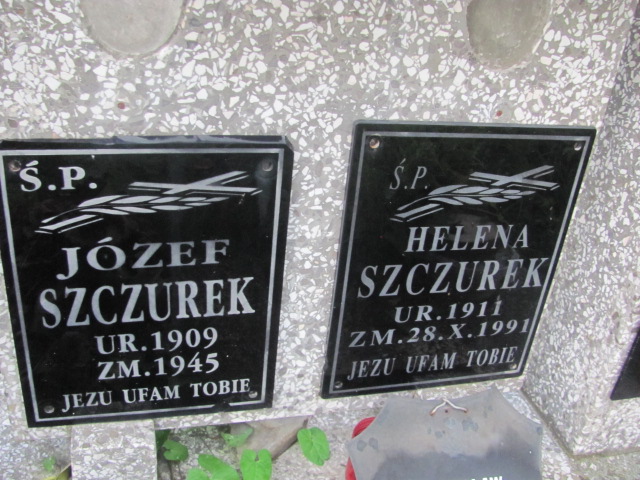 Ś.P.
JÓZEF
SZCZUREK
UR.1909
ZM.1945
JEZU UFAM TOBIE
Ś.P.
HELENA
SZCZUREK
UR.1911
ZM.28.X.1991
JEZU UFAM TOBIE